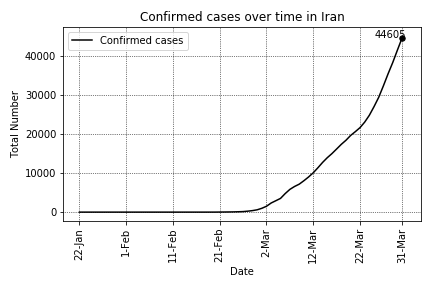 Confirmed cases over time in Iran
Confirmed cases
44605
Total Number
40000
30000
20000
10000
0
22-Jan
1-Feb
11-Feb
21-Feb
2-Mar
12-Mar
22-Mar
31-Mar
Date